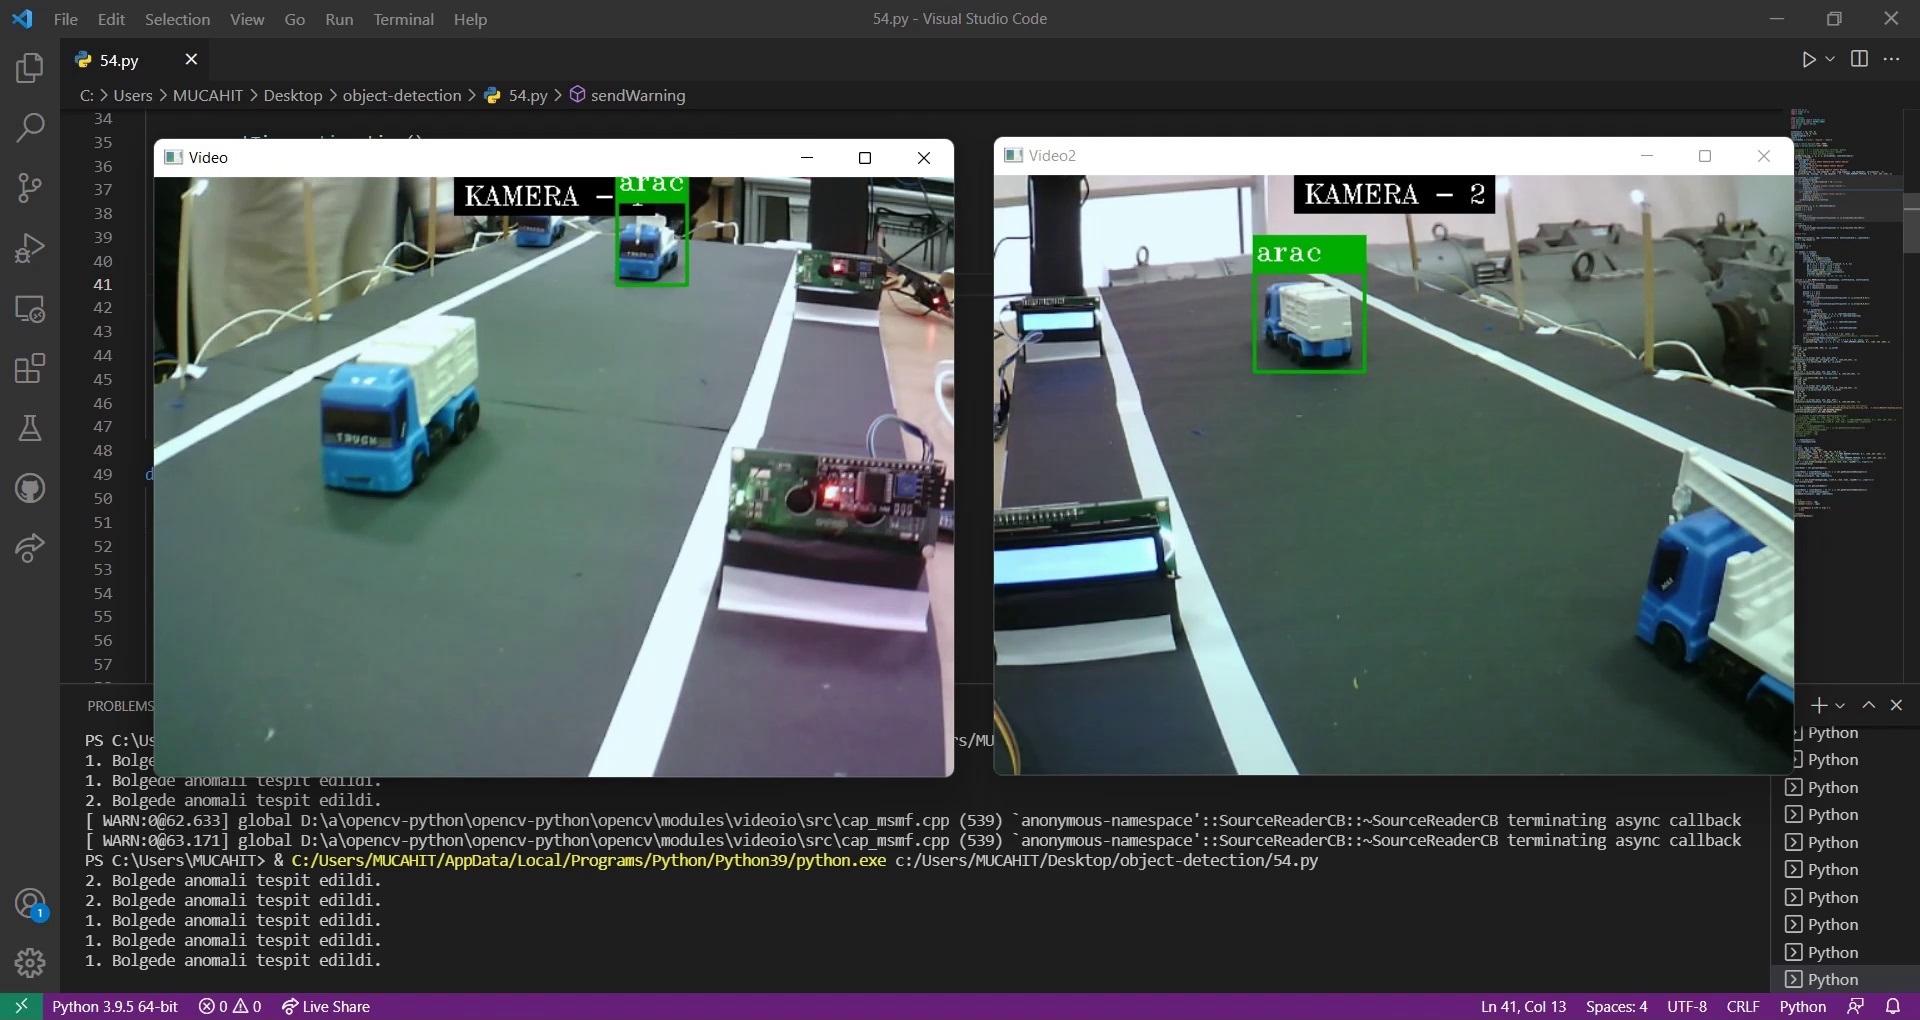 File Edit Selection View Go Run Terminal Help
54.py - Visual Studio Code
54.py
C: > Users > MUCAHIT > Desktop > object-detection > 54.py > sendWarning
34
35
36
37
38
39
40
41
42
43
44
45
46
47
48
49 d
50
51
52
53
54
55
56
57
Video
KAMERA -
arac
TRUCK
TRUCK
Video2
KAMERA - 2
arac
PROBLEMS
PS C:\Us
s/MU
1. Bolge
1. Bolgede anomali tespit edildi.
2. Bolgede anomali tespit edildi.
[ WARN:0@62.633] global D:\a\opencv-python\opencv-python\opencv\modules\videoio\src\cap_msmf.cpp (539) `anonymous-namespace'::SourceReaderCB::~SourceReaderCB terminating async callback
[ WARN:0@63.171] global D:\a\opencv-python\opencv-python\opencv\modules\videoio\src\cap_msmf.cpp (539) `anonymous-namespace'::SourceReaderCB::~SourceReaderCB terminating async callback
PS C:\Users\MUCAHIT> & C:/Users/MUCAHIT/AppData/Local/Programs/Python/Python39/python.exe c:/Users/MUCAHIT/Desktop/object-detection/54.py
2. Bolgede anomali tespit edildi.
2. Bolgede anomali tespit edildi.
1. Bolgede anomali tespit edildi.
1. Bolgede anomali tespit edildi.
1. Bolgede anomali tespit edildi.
Python
Python
Python
Python
Python
Python
Python
Python
Python
Python
1
Python 3.9.5 64-bit 0 0 Live Share
Ln 41, Col 13 Spaces: 4 UTF-8 CRLF Python